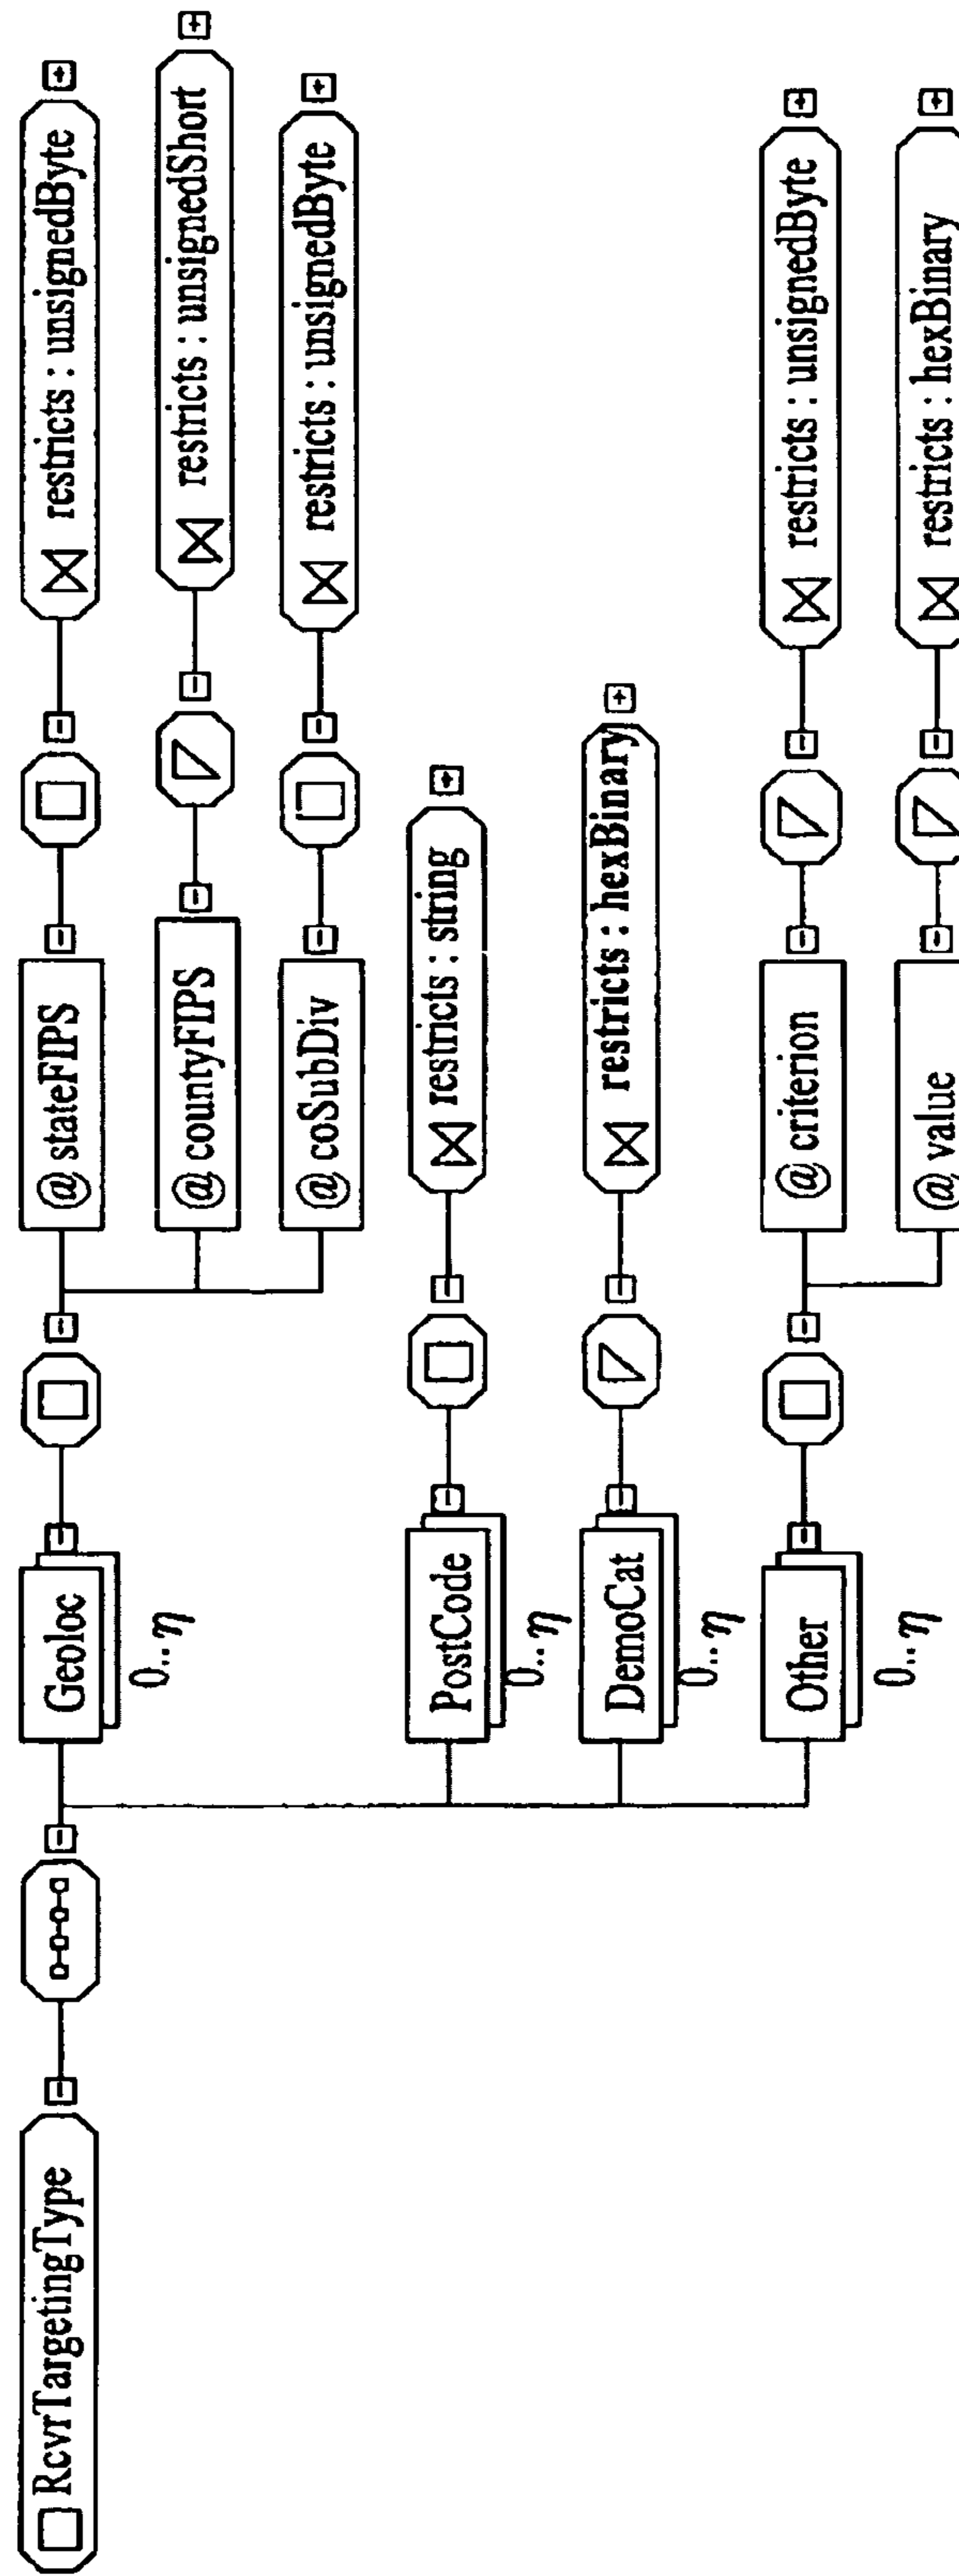 RcvrTargetingType
Geoloc
0..η
@ stateFIPS
restricts : unsignedByte
@ countyFIPS
restricts : unsignedShort
@ coSubDiv
restricts : unsignedByte
PostCode
0..η
restricts : string
DemoCat
0..η
restricts : hexBinary
Other
0..η
@ criterion
restricts : unsignedByte
@ value
restricts : hexBinary